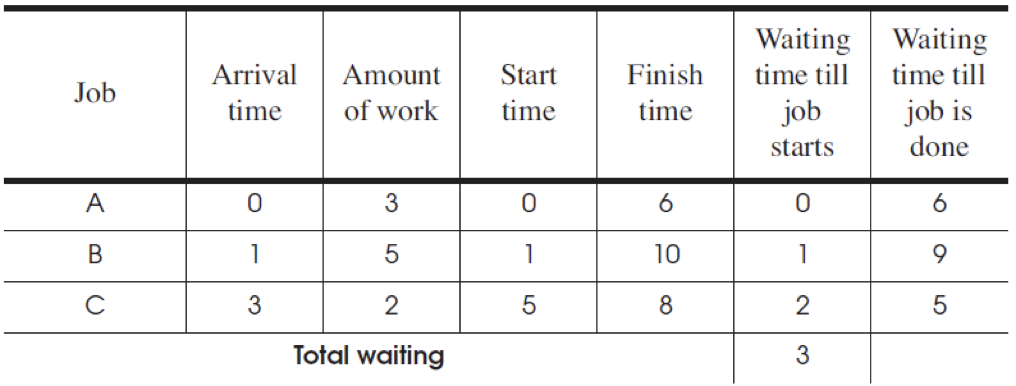 Job Arrival time Amount of work Start time Finish time Waiting time till job starts Waiting time till job is done
A 0 3 0 6 0 6
B 1 5 1 10 1 9
C 3 2 5 8 2 5
Total waiting 3